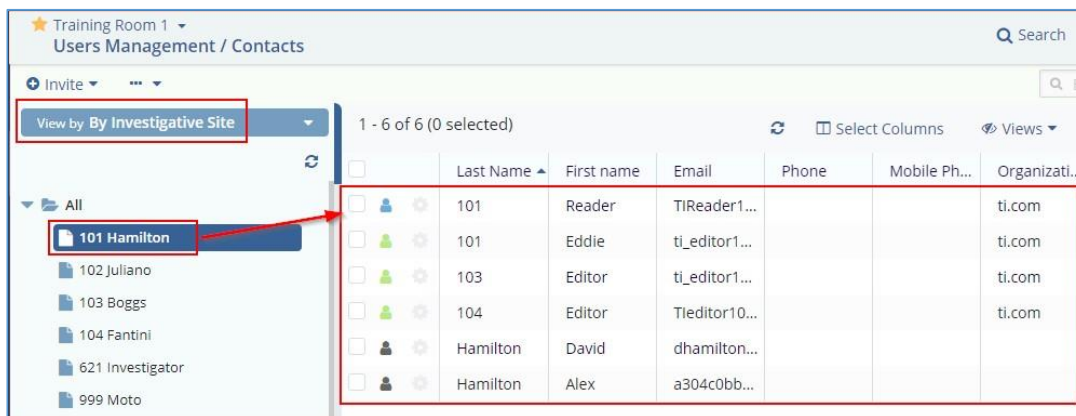 Training Room 1
Users Management / Contacts
Search
Invite
View by By Investigative Site
1 - 6 of 6 (0 selected)
Select Columns
Views
Last Name First name Email Phone Mobile Ph... Organizati...
All
101 Reader TIReader1... ti.com
101 Hamilton
101 Eddie ti_editor1... ti.com
102 Juliano
103 Editor ti_editor1... ti.com
103 Boggs
104 Editor TIeditor10... ti.com
104 Fantini
Hamilton David dhamilton...
621 Investigator
Hamilton Alex a304c0bb...
999 Moto